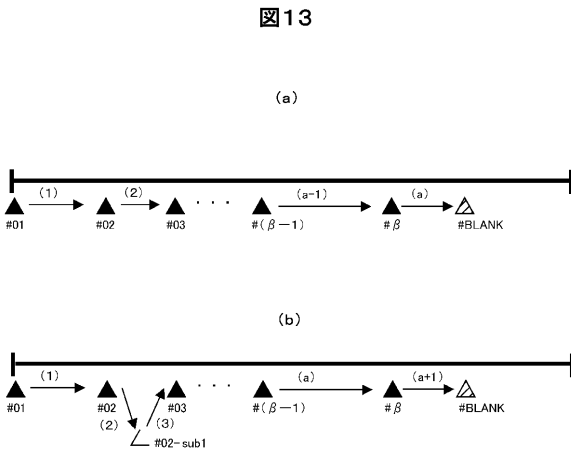 図13
(a)
(1) (2) (a-1) (a)
#01 #02 #03 ・・・ #(β-1) #β #BLANK
(b)
(1) (a) (a+1)
#01 #02 #03 ・・・ #(β-1) #β #BLANK
(2) (3)
#02-sub1